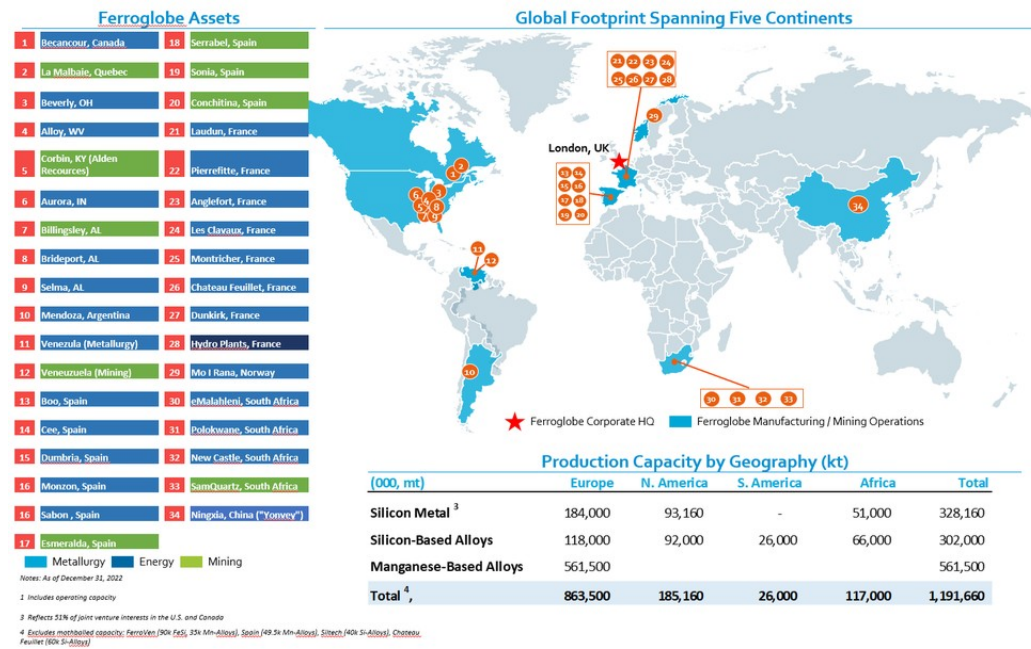 Ferroglobe Assets
1 Becancour, Canada
2 La Malbaie, Quebec
3 Beverly, OH
4 Alloy, WV
5 Corbin, KY (Alden
Recources)
6 Aurora, IN
7 Billingsley, AL
8 Brideport, AL
9 Selma, AL
10 Mendoza, Argentina
11 Venezula (Metallurgy)
12 Veneuzuela (Mining)
13 Boo, Spain
14 Cee, Spain
15 Dumbria, Spain
16 Monzon, Spain
16 Sabon , Spain
17 Esmeralda, Spain
18 Serrabel, Spain
19 Sonia, Spain
20 Conchitina, Spain
21 Laudun, France
22 Pierrefitte, France
23 Anglefort, France
24 Les Clavaux, France
25 Montricher, France
26 Chateau Feuillet, France
27 Dunkirk, France
28 Hydro Plants, France
29 Mo I Rana, Norway
30 eMalahleni, South Africa
31 Polokwane, South Africa
32 New Castle, South Africa
33 SamQuartz, South Africa
34 Ningxia, China ("Yonvey")
Metallurgy Energy Mining
Notes: As of December 31, 2022
1 Includes operating capacity
3 Reflects 51% of joint venture interests in the U.S. and Canada
4 Excludes mothballed capacity: FerroVen (90k FeSi, 35k Mn-Alloys), Spain (49.5k Mn-Alloys), Siltech (40k Si-Alloys), Chateau
Feuillet (60k Si-Alloys)
Global Footprint Spanning Five Continents
21 22 23 24
25 26 27 28
29
London, UK
13 14
15 16
17 18
19 20
2
1
6 3
4
5 8
7 9
34
11
12
10
30 31 32 33
Ferroglobe Corporate HQ Ferroglobe Manufacturing / Mining Operations
Production Capacity by Geography (kt)
(000, mt) Europe N. America S. America Africa Total
Silicon Metal 3 184,000 93,160 - 51,000 328,160
Silicon-Based Alloys 118,000 92,000 26,000 66,000 302,000
Manganese-Based Alloys 561,500 561,500
Total 4, 863,500 185,160 26,000 117,000 1,191,660